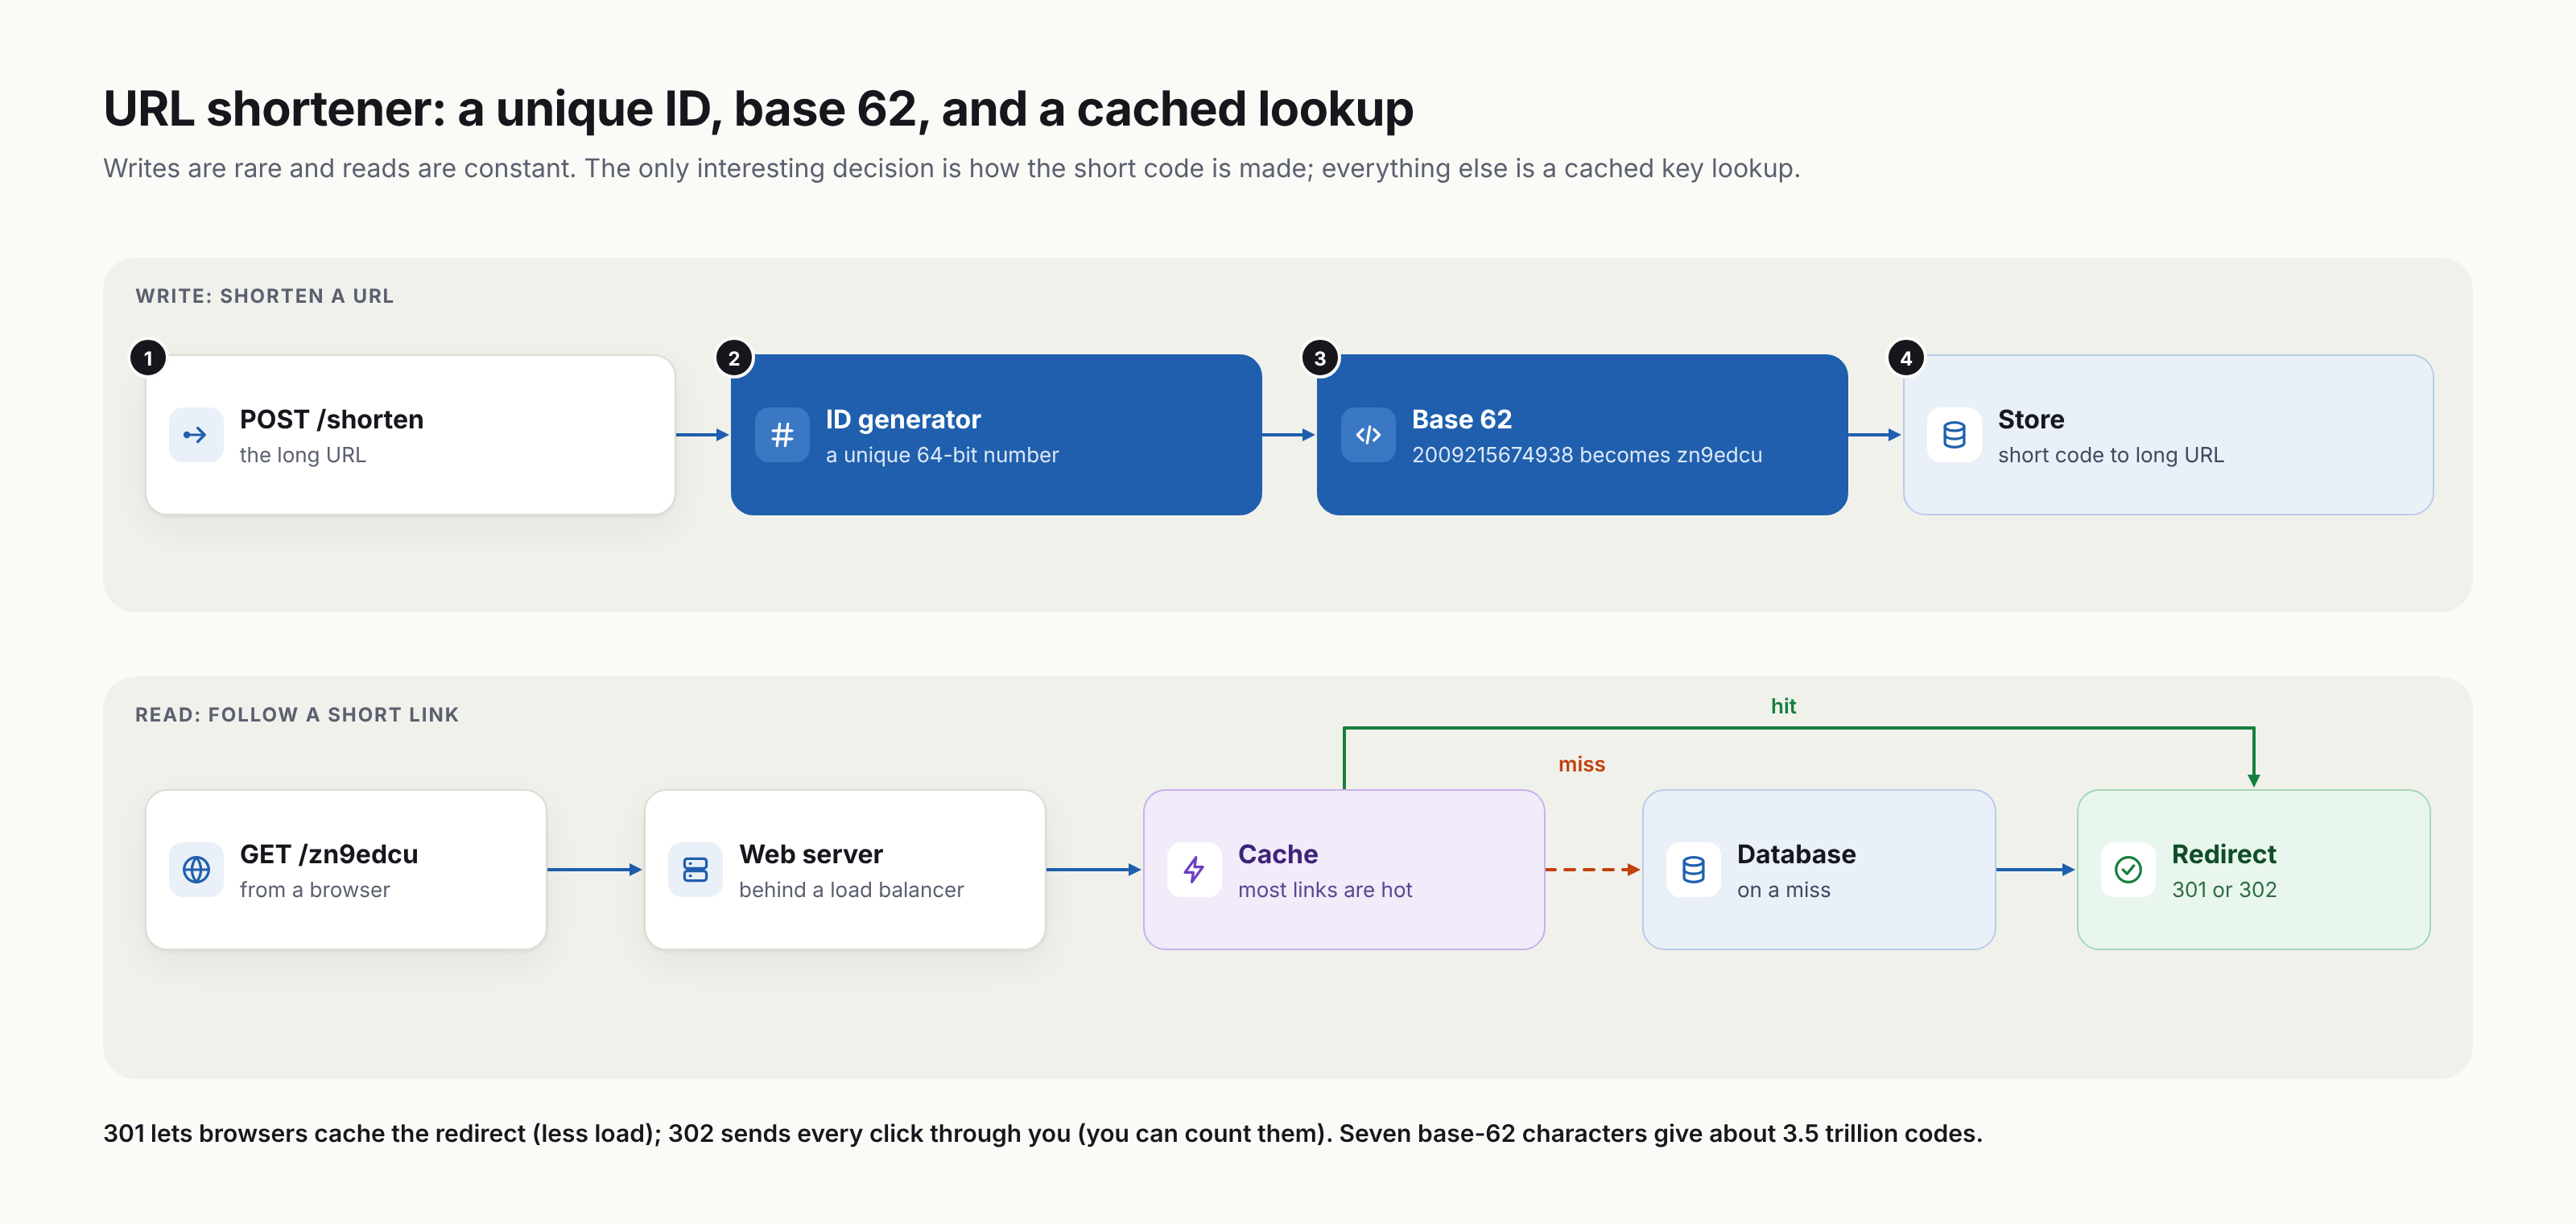 URL shortener: a unique ID, base 62, and a cached lookup
Writes are rare and reads are constant. The only interesting decision is how the short code is made; everything else is a cached key lookup.
WRITE: SHORTEN A URL
1
POST /shorten
the long URL
2
ID generator
a unique 64-bit number
3
Base 62
2009215674938 becomes zn9edcu
4
Store
short code to long URL
READ: FOLLOW A SHORT LINK
hit
miss
GET /zn9edcu
from a browser
Web server
behind a load balancer
Cache
most links are hot
Database
on a miss
Redirect
301 or 302
301 lets browsers cache the redirect (less load); 302 sends every click through you (you can count them). Seven base-62 characters give about 3.5 trillion codes.